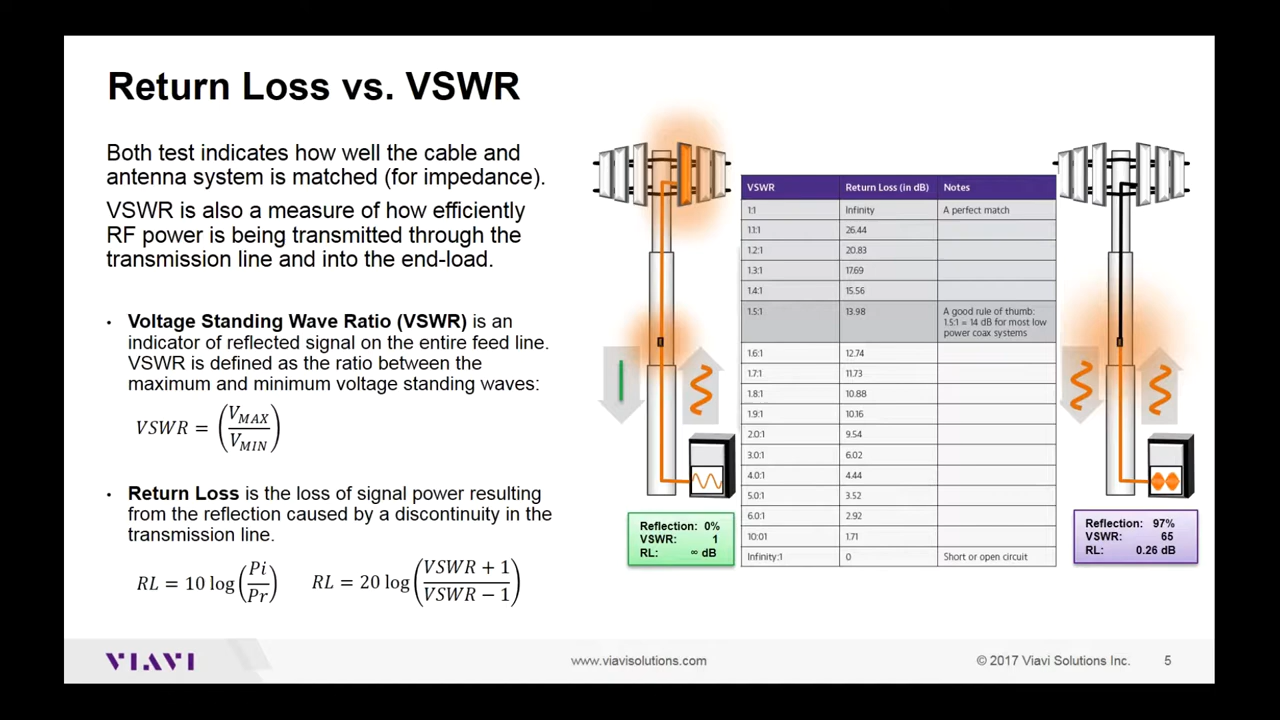 Return Loss vs. VSWR
Both test indicates how well the cable and
antenna system is matched (for impedance).
VSWR is also a measure of how efficiently
RF power is being transmitted through the
transmission line and into the end-load.
• Voltage Standing Wave Ratio (VSWR) is an
indicator of reflected signal on the entire feed line.
VSWR is defined as the ratio between the
maximum and minimum voltage standing waves:
VSWR = (V_MAX / V_MIN)
• Return Loss is the loss of signal power resulting
from the reflection caused by a discontinuity in the
transmission line.
RL = 10 log(Pi / Pr) RL = 20 log(VSWR + 1 / VSWR − 1)
Reflection: 0%
VSWR: 1
RL: ∞ dB
VSWR Return Loss (in dB) Notes
1:1 Infinity A perfect match
1.1:1 26.44
1.2:1 20.83
1.3:1 17.69
1.4:1 15.56
1.5:1 13.98 A good rule of thumb:
1.5:1 = 14 dB for most low
power coax systems
1.6:1 12.74
1.7:1 11.73
1.8:1 10.88
1.9:1 10.16
2.0:1 9.54
3.0:1 6.02
4.0:1 4.44
5.0:1 3.52
6.0:1 2.92
10:01 1.71
Infinity:1 0 Short or open circuit
Reflection: 97%
VSWR: 65
RL: 0.26 dB
VIAVI www.viavisolutions.com © 2017 Viavi Solutions Inc. 5